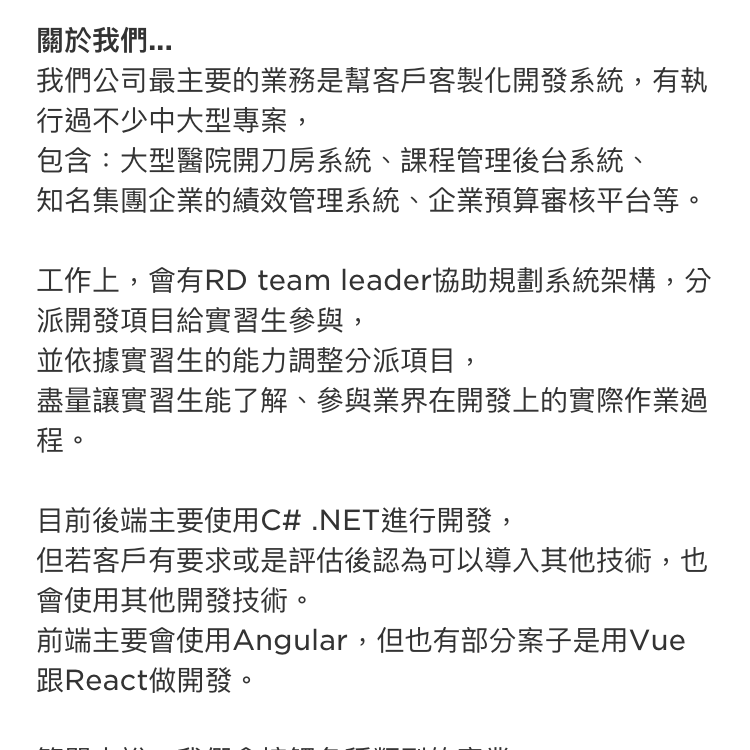 關於我們...
我們公司最主要的業務是幫客戶客製化開發系統，有執
行過不少中大型專案，
包含：大型醫院開刀房系統、課程管理後台系統、
知名集團企業的績效管理系統、企業預算審核平台等。
工作上，會有RD team leader協助規劃系統架構，分
派開發項目給實習生參與，
並依據實習生的能力調整分派項目，
盡量讓實習生能了解、參與業界在開發上的實際作業過
程。
目前後端主要使用C# .NET進行開發，
但若客戶有要求或是評估後認為可以導入其他技術，也
會使用其他開發技術。
前端主要會使用Angular，但也有部分案子是用Vue
跟React做開發。